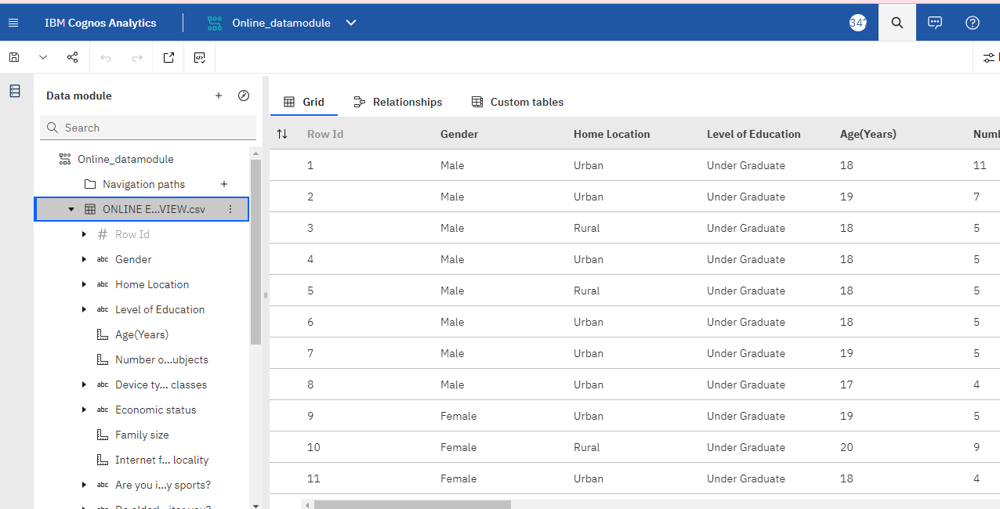 IBM Cognos Analytics
Online_datamodule
347
Data module
Search
Online_datamodule
Navigation paths
ONLINE E...VIEW.csv
# Row Id
abc Gender
abc Home Location
abc Level of Education
Age(Years)
Number o...ubjects
abc Device ty... classes
abc Economic status
Family size
Internet f... locality
abc Are you i...y sports?
Grid Relationships Custom tables
Row Id Gender Home Location Level of Education Age(Years)
1 Male Urban Under Graduate 18 11
2 Male Urban Under Graduate 19 7
3 Male Rural Under Graduate 18 5
4 Male Urban Under Graduate 18 5
5 Male Rural Under Graduate 18 5
6 Male Urban Under Graduate 18 5
7 Male Urban Under Graduate 19 5
8 Male Urban Under Graduate 17 4
9 Female Urban Under Graduate 19 5
10 Female Rural Under Graduate 20 9
11 Female Urban Under Graduate 18 4